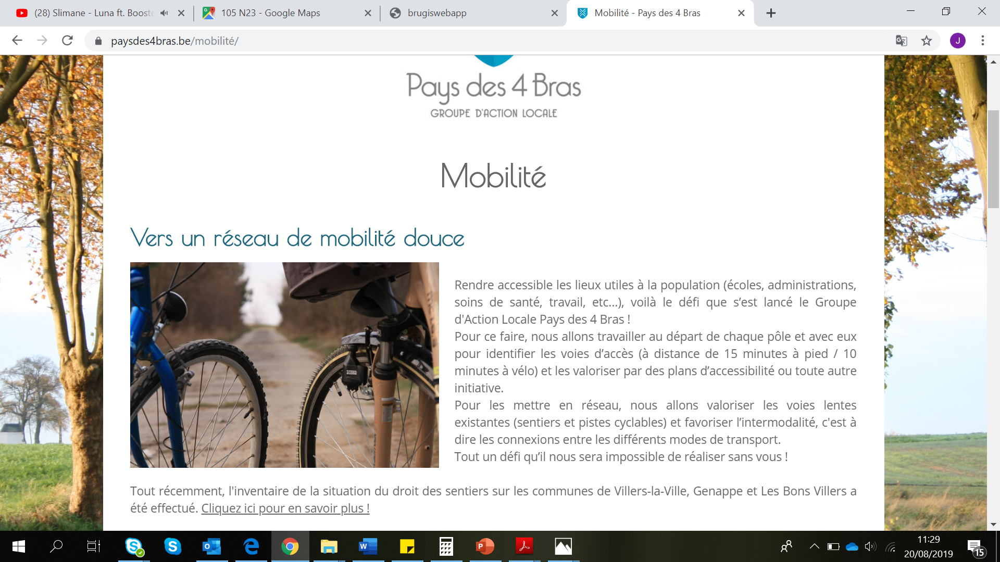 (28) Slimane - Luna ft. Booste
105 N23 - Google Maps
brugiswebapp
Mobilité - Pays des 4 Bras
paysdes4bras.be/mobilité/
J
Pays des 4 Bras
GROUPE D'ACTION LOCALE
Mobilité
Vers un réseau de mobilité douce
Rendre accessible les lieux utiles à la population (écoles, administrations,
soins de santé, travail, etc...), voilà le défi que s’est lancé le Groupe
d'Action Locale Pays des 4 Bras !
Pour ce faire, nous allons travailler au départ de chaque pôle et avec eux
pour identifier les voies d’accès (à distance de 15 minutes à pied / 10
minutes à vélo) et les valoriser par des plans d’accessibilité ou toute autre
initiative.
Pour les mettre en réseau, nous allons valoriser les voies lentes
existantes (sentiers et pistes cyclables) et favoriser l’intermodalité, c'est à
dire les connexions entre les différents modes de transport.
Tout un défi qu’il nous sera impossible de réaliser sans vous !
Tout récemment, l'inventaire de la situation du droit des sentiers sur les communes de Villers-la-Ville, Genappe et Les Bons Villers a
été effectué. Cliquez ici pour en savoir plus !
11:29
20/08/2019
15